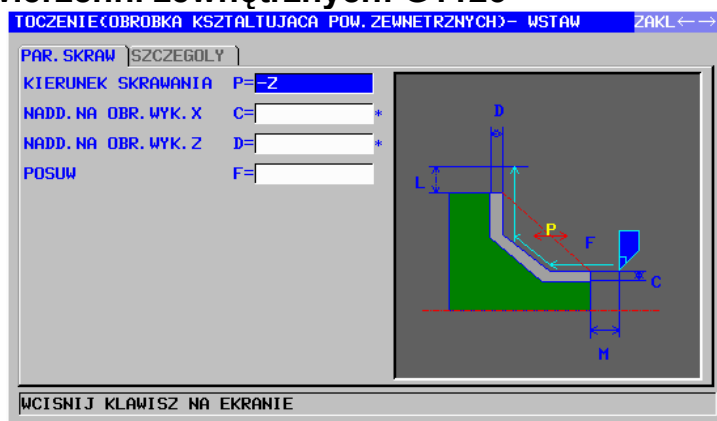 TOCZENIE(OBROBKA KSZTALTUJACA POW.ZEWNETRZNYCH)- WSTAW ZAKL←→
PAR.SKRAW SZCZEGOLY
KIERUNEK SKRAWANIA P=-Z
NADD.NA OBR.WYK.X C= *
NADD.NA OBR.WYK.Z D= *
POSUW F=
D
L
P
F
C
M
WCISNIJ KLAWISZ NA EKRANIE